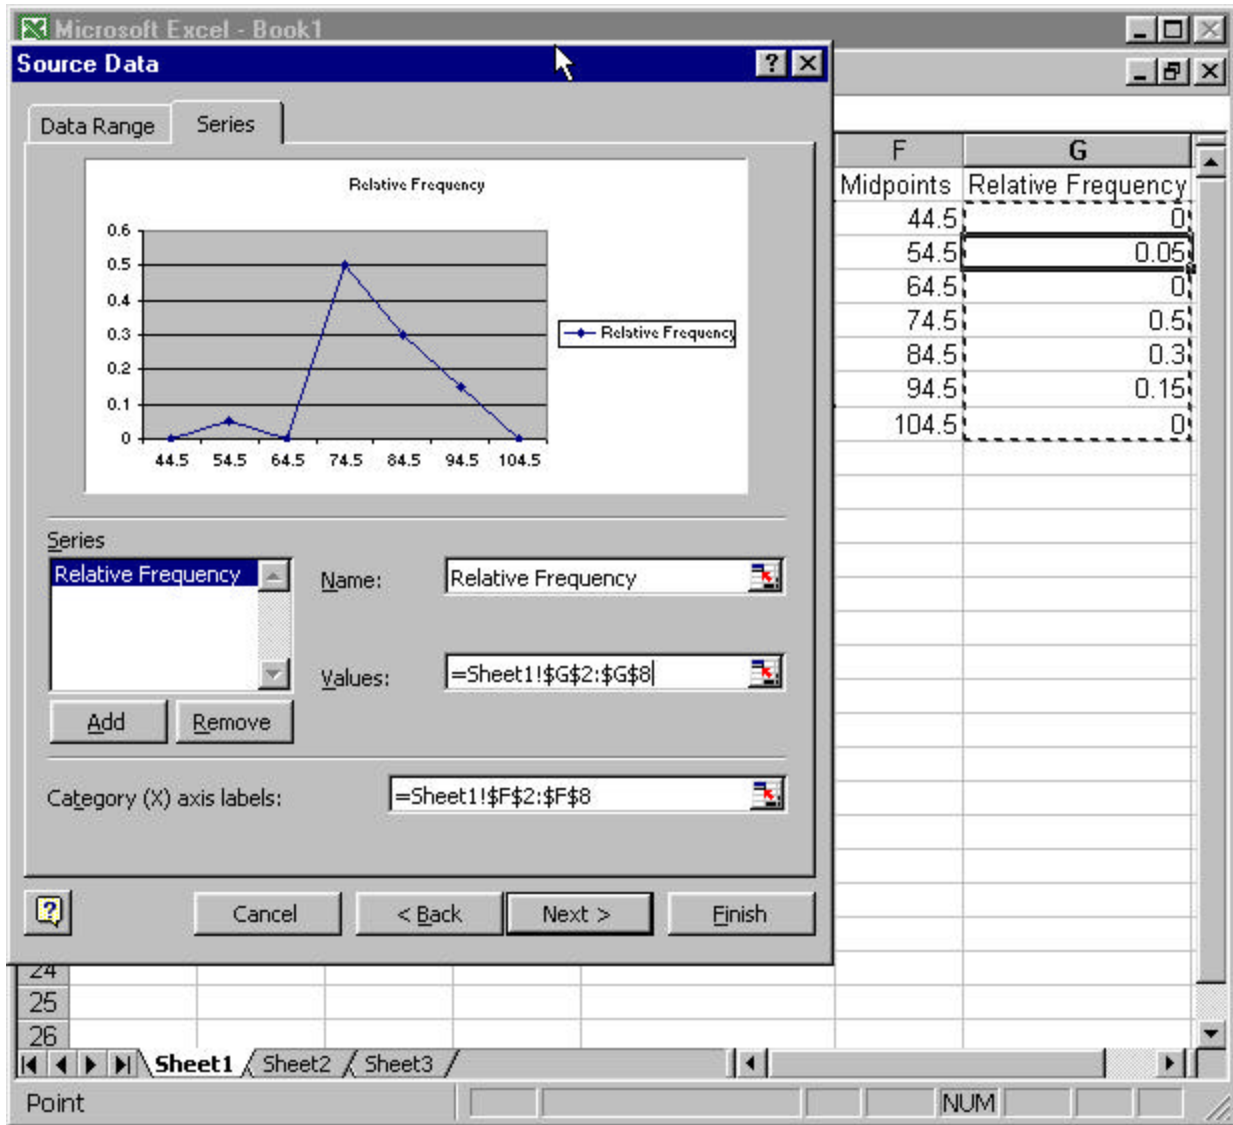 Microsoft Excel - Book1
Source Data
Data Range Series
Relative Frequency
0.6
0.5
0.4
0.3
0.2
0.1
0
44.5 54.5 64.5 74.5 84.5 94.5 104.5
Relative Frequency
Series
Relative Frequency
Name: Relative Frequency
Values: =Sheet1!$G$2:$G$8
Add Remove
Category (X) axis labels: =Sheet1!$F$2:$F$8
? Cancel < Back Next > Finish
F G
Midpoints Relative Frequency
44.5 0
54.5 0.05
64.5 0
74.5 0.5
84.5 0.3
94.5 0.15
104.5 0
24
25
26
Sheet1 Sheet2 Sheet3
Point NUM